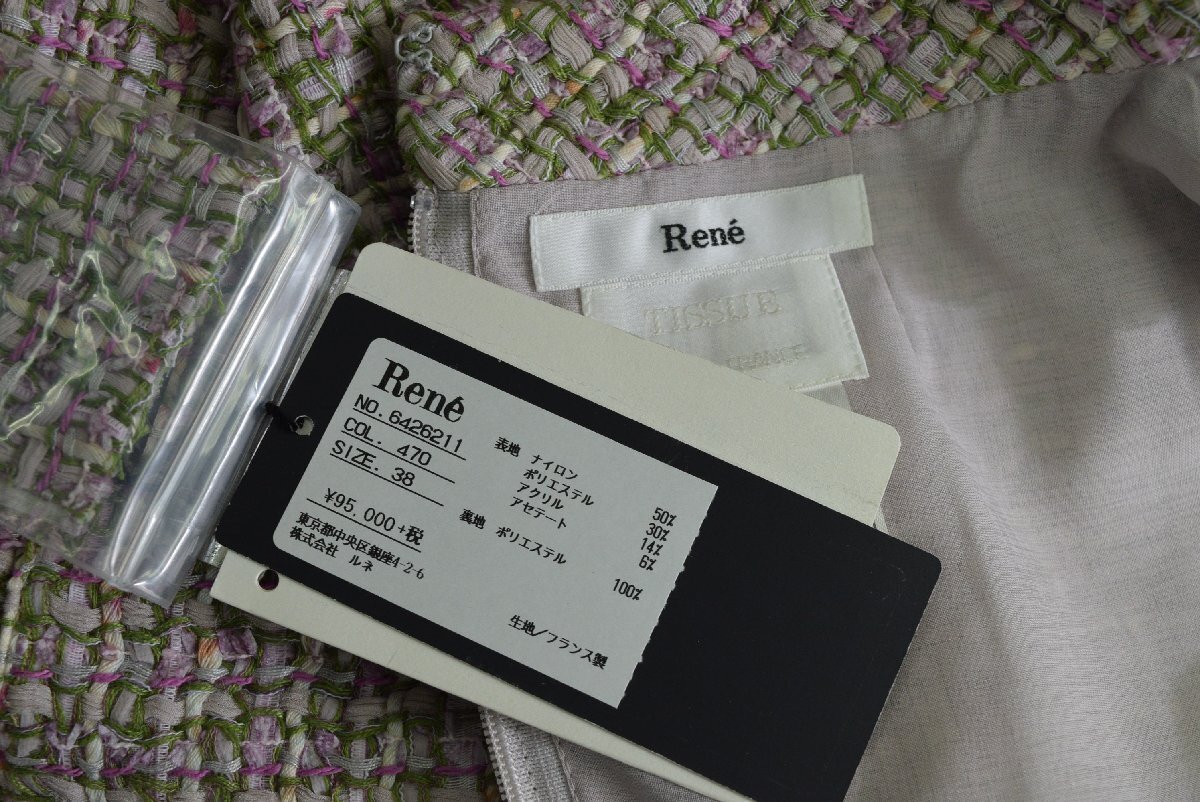 René
TISSUE
FRANCE
René
NO. 6426211
COL. 470
SIZE. 38
¥95,000+税
東京都中央区銀座4-2-6
株式会社 ルネ
表地 ナイロン 50%
ポリエステル 30%
アクリル 14%
アセテート 6%
裏地 ポリエステル 100%
生地/フランス製